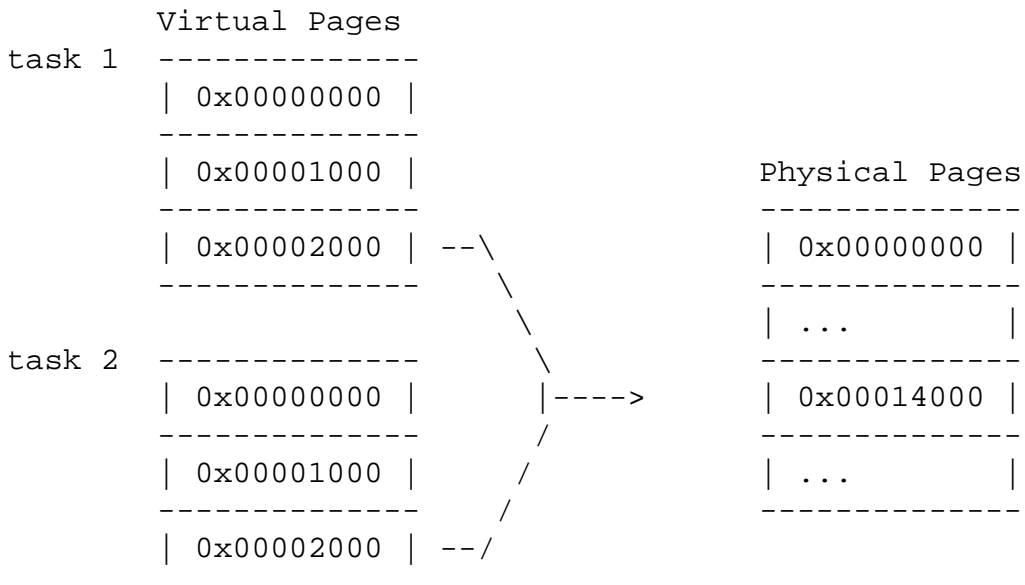 Virtual Pages
task 1  --------------
        | 0x00000000 |
        --------------
        | 0x00001000 |                  Physical Pages
        --------------                  --------------
        | 0x00002000 | --\              | 0x00000000 |
        --------------    \             --------------
                           \            | ...        |
task 2  --------------      \           --------------
        | 0x00000000 |      |---->      | 0x00014000 |
        --------------      /           --------------
        | 0x00001000 |     /            | ...        |
        --------------    /             --------------
        | 0x00002000 | --/